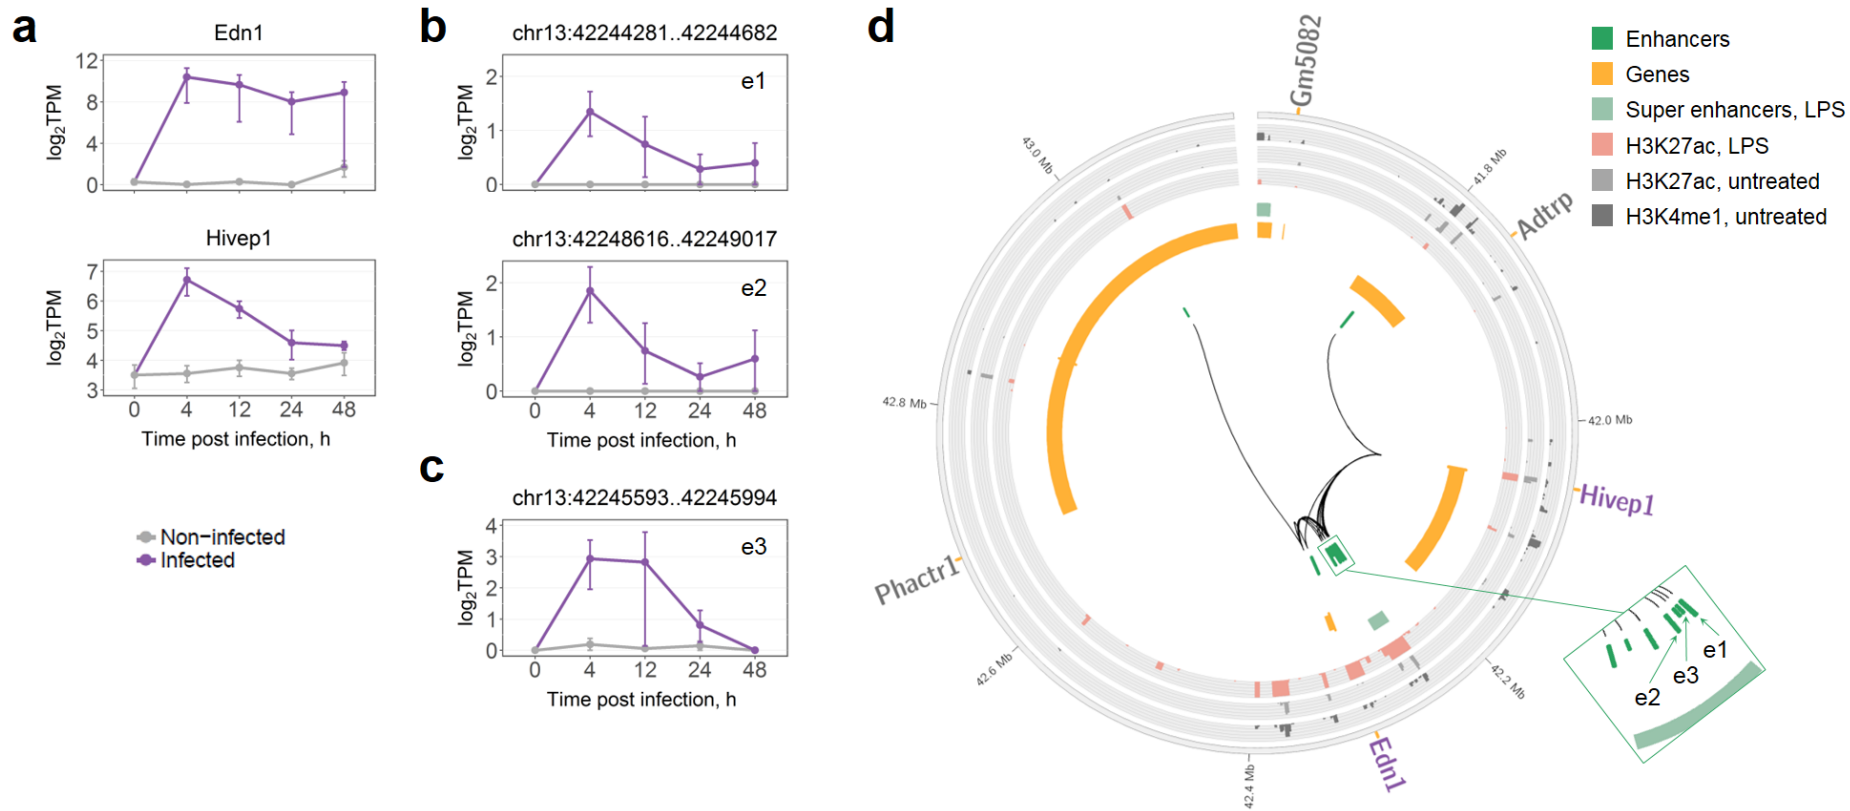 a
Edn1
log2TPM
12
8
4
0
Hivep1
log2TPM
7
6
5
4
3
0 4 12 24 48
Time post infection, h
Non-infected
Infected
b
chr13:42244281..42244682
e1
log2TPM
2
1
0
chr13:42248616..42249017
e2
log2TPM
2
1
0
0 4 12 24 48
Time post infection, h
c
chr13:42245593..42245994
e3
log2TPM
4
3
2
1
0
0 4 12 24 48
Time post infection, h
d
Gm5082
41.8 Mb
Adtrp
42.0 Mb
Hivep1
42.2 Mb
Edn1
42.4 Mb
42.6 Mb
Phactr1
42.8 Mb
43.0 Mb
e1
e3
e2
Enhancers
Genes
Super enhancers, LPS
H3K27ac, LPS
H3K27ac, untreated
H3K4me1, untreated